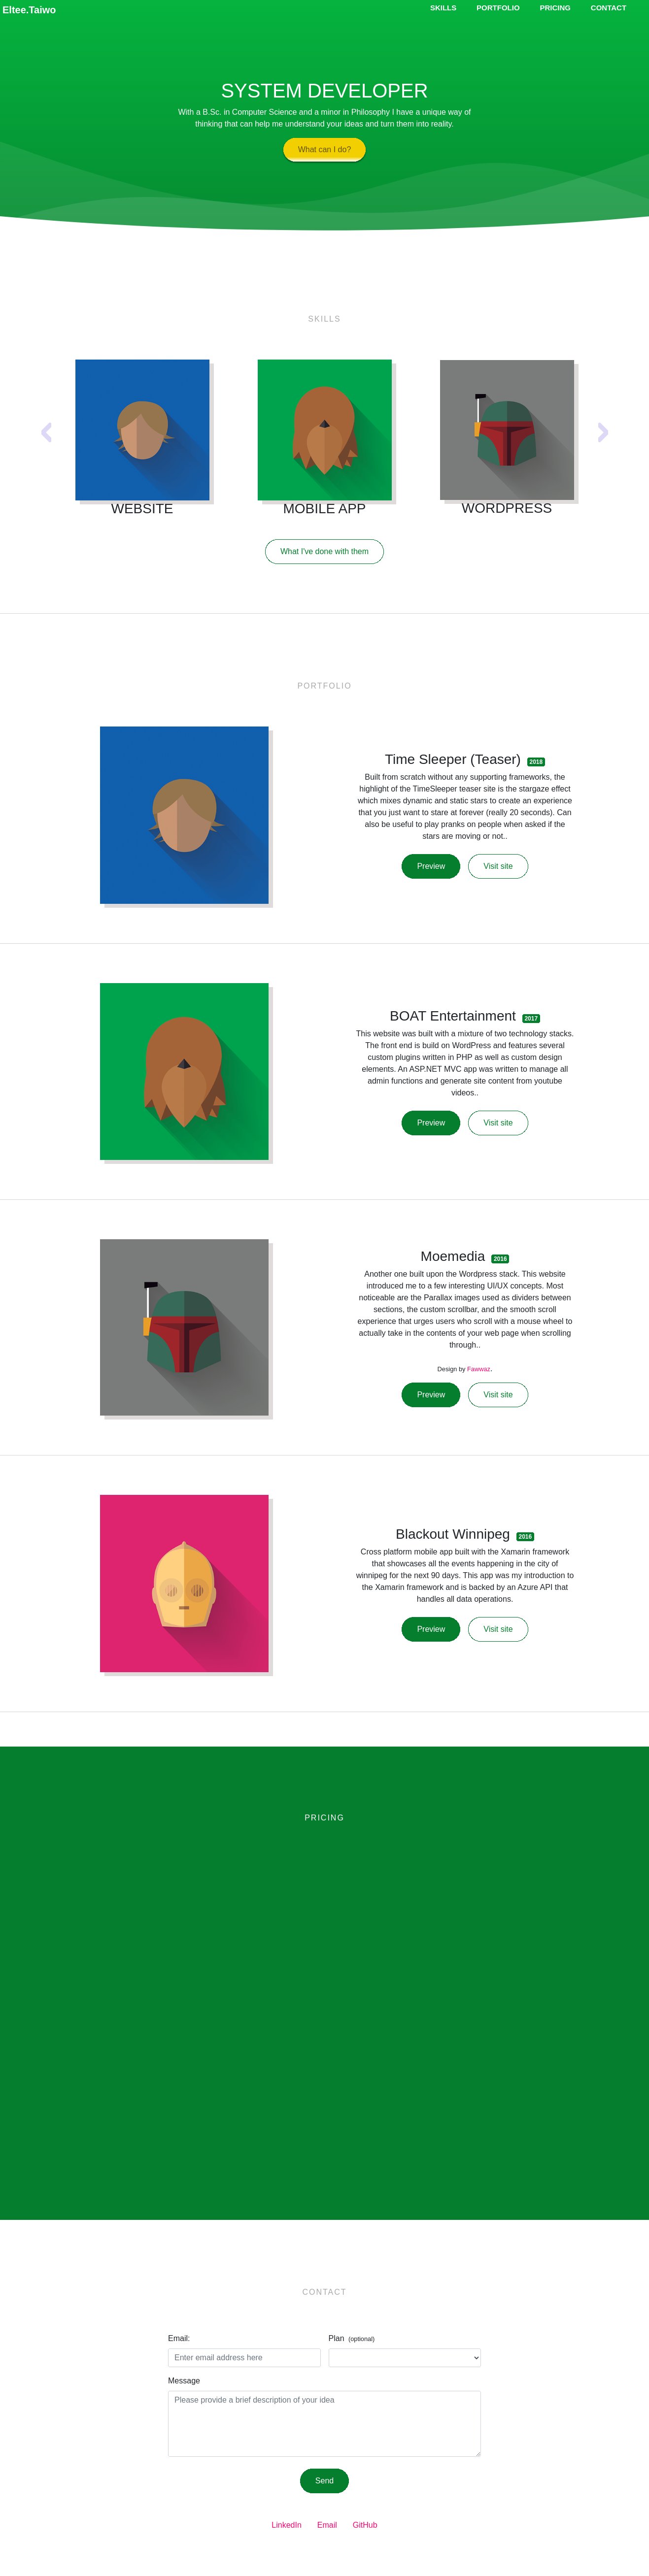 Eltee.Taiwo
SKILLS PORTFOLIO PRICING CONTACT
SYSTEM DEVELOPER
With a B.Sc. in Computer Science and a minor in Philosophy I have a unique way of
thinking that can help me understand your ideas and turn them into reality.
What can I do?
SKILLS
WEBSITE
MOBILE APP
WORDPRESS
What I've done with them
PORTFOLIO
Time Sleeper (Teaser) 2018
Built from scratch without any supporting frameworks, the
highlight of the TimeSleeper teaser site is the stargaze effect
which mixes dynamic and static stars to create an experience
that you just want to stare at forever (really 20 seconds). Can
also be useful to play pranks on people when asked if the
stars are moving or not..
Preview Visit site
BOAT Entertainment 2017
This website was built with a mixture of two technology stacks.
The front end is build on WordPress and features several
custom plugins written in PHP as well as custom design
elements. An ASP.NET MVC app was written to manage all
admin functions and generate site content from youtube
videos..
Preview Visit site
Moemedia 2016
Another one built upon the Wordpress stack. This website
introduced me to a few interesting UI/UX concepts. Most
noticeable are the Parallax images used as dividers between
sections, the custom scrollbar, and the smooth scroll
experience that urges users who scroll with a mouse wheel to
actually take in the contents of your web page when scrolling
through..
Design by Fawwaz.
Preview Visit site
Blackout Winnipeg 2016
Cross platform mobile app built with the Xamarin framework
that showcases all the events happening in the city of
winnipeg for the next 90 days. This app was my introduction to
the Xamarin framework and is backed by an Azure API that
handles all data operations.
Preview Visit site
PRICING
CONTACT
Email: Plan (optional)
Enter email address here
Message
Please provide a brief description of your idea
Send
LinkedIn Email GitHub